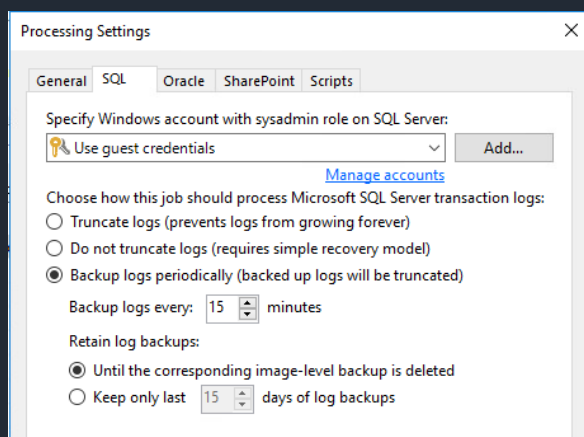 Processing Settings
General SQL Oracle SharePoint Scripts
Specify Windows account with sysadmin role on SQL Server:
Use guest credentials Add...
Manage accounts
Choose how this job should process Microsoft SQL Server transaction logs:
Truncate logs (prevents logs from growing forever)
Do not truncate logs (requires simple recovery model)
Backup logs periodically (backed up logs will be truncated)
Backup logs every: 15 minutes
Retain log backups:
Until the corresponding image-level backup is deleted
Keep only last 15 days of log backups